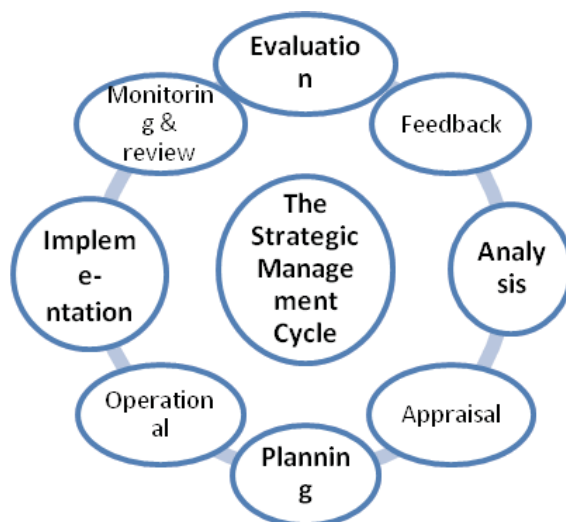 Evaluatio
n
Feedback
Analy
sis
Appraisal
Plannin
g
Operation
al
Implem
e-
ntation
Monitorin
g &
review
The
Strategic
Manage
ment
Cycle